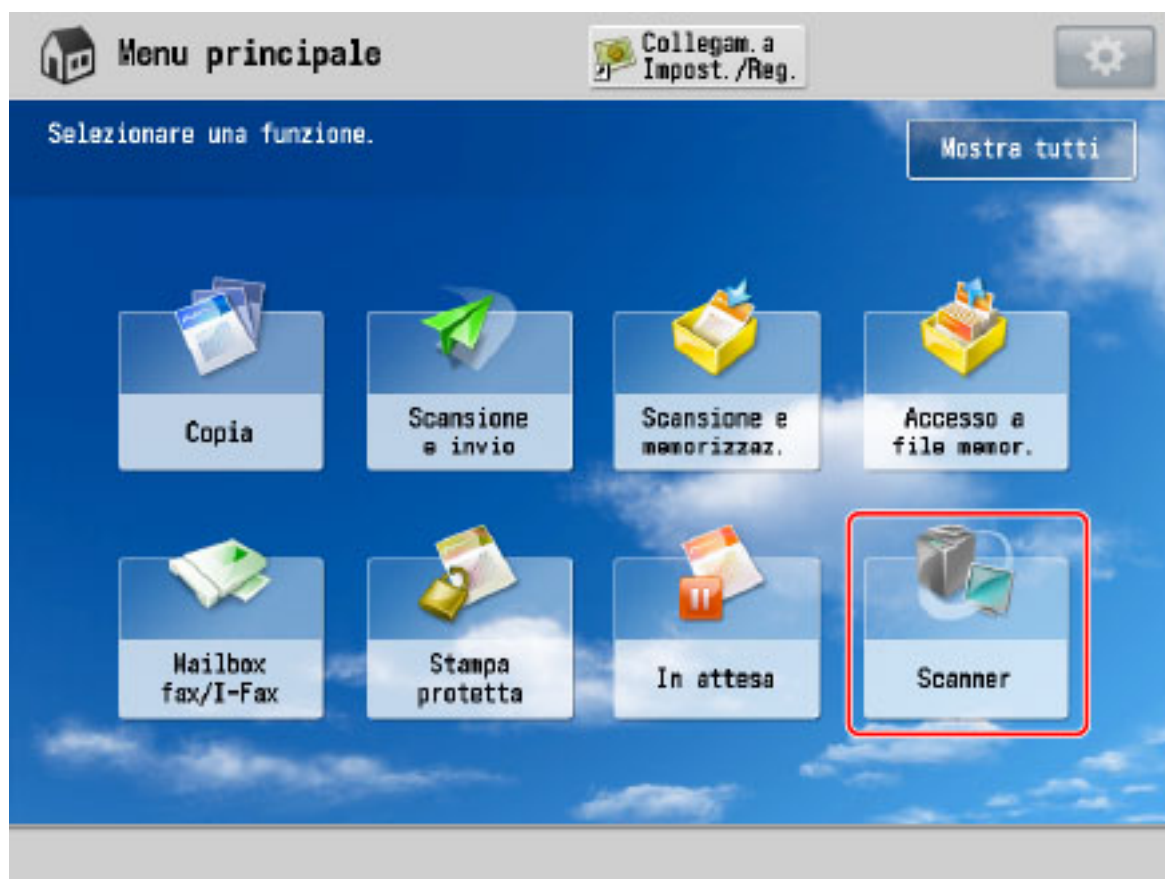 Menu principale
Collegam. a
Impost./Reg.
Selezionare una funzione.
Mostra tutti
Copia
Scansione
e invio
Scansione e
memorizzaz.
Accesso a
file memor.
Mailbox
fax/I-Fax
Stampa
protetta
In attesa
Scanner